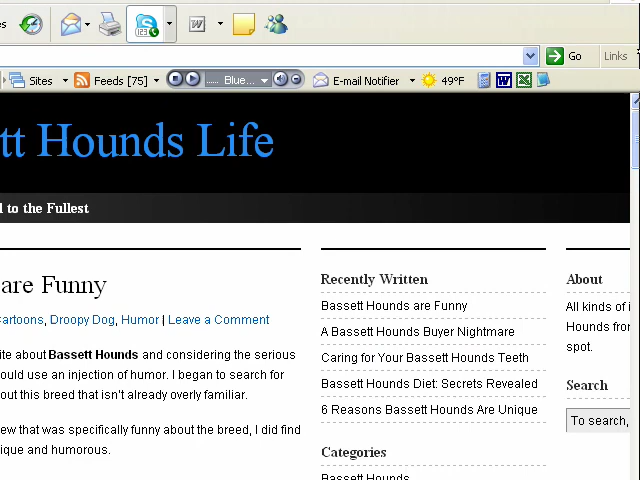 es
123
W
Go
Links
Sites
Feeds [75]
...... Blue...
E-mail Notifier
49°F
W
tt Hounds Life
l to the Fullest
are Funny
Cartoons, Droopy Dog, Humor | Leave a Comment
ite about Bassett Hounds and considering the serious
ould use an injection of humor. I began to search for
out this breed that isn't already overly familiar.
ew that was specifically funny about the breed, I did find
ique and humorous.
Recently Written
Bassett Hounds are Funny
A Bassett Hounds Buyer Nightmare
Caring for Your Bassett Hounds Teeth
Bassett Hounds Diet: Secrets Revealed
6 Reasons Bassett Hounds Are Unique
Categories
Bassett Hounds
About
All kinds of i
Hounds from
spot.
Search
To search,